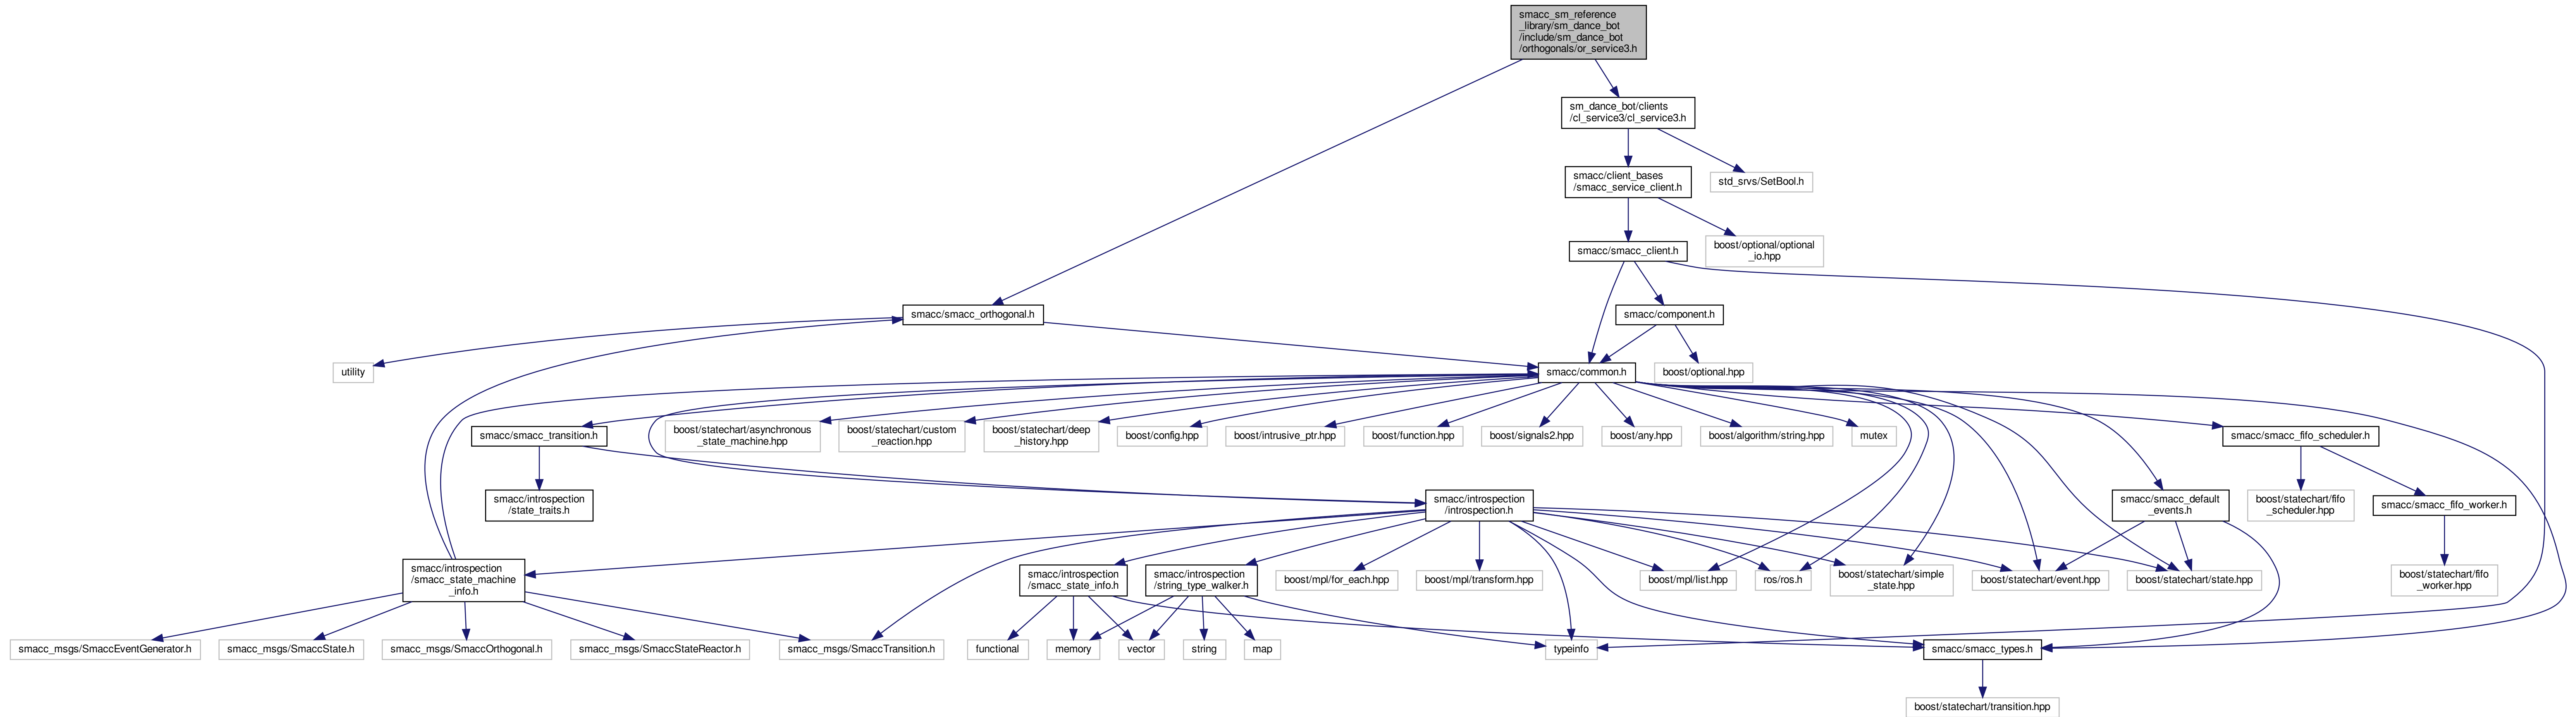 smacc_sm_reference
_library/sm_dance_bot
/include/sm_dance_bot
/orthogonals/or_service3.h
sm_dance_bot/clients
/cl_service3/cl_service3.h
smacc/client_bases
/smacc_service_client.h
std_srvs/SetBool.h
smacc/smacc_client.h
boost/optional/optional
_io.hpp
smacc/smacc_orthogonal.h
smacc/component.h
utility
smacc/common.h
boost/optional.hpp
smacc/smacc_transition.h
boost/statechart/asynchronous
_state_machine.hpp
boost/statechart/custom
_reaction.hpp
boost/statechart/deep
_history.hpp
boost/config.hpp
boost/intrusive_ptr.hpp
boost/function.hpp
boost/signals2.hpp
boost/any.hpp
boost/algorithm/string.hpp
mutex
smacc/smacc_fifo_scheduler.h
smacc/introspection
/state_traits.h
smacc/introspection
/introspection.h
smacc/smacc_default
_events.h
boost/statechart/fifo
_scheduler.hpp
smacc/smacc_fifo_worker.h
smacc/introspection
/smacc_state_machine
_info.h
smacc/introspection
/smacc_state_info.h
smacc/introspection
/string_type_walker.h
boost/mpl/for_each.hpp
boost/mpl/transform.hpp
boost/mpl/list.hpp
ros/ros.h
boost/statechart/simple
_state.hpp
boost/statechart/event.hpp
boost/statechart/state.hpp
boost/statechart/fifo
_worker.hpp
smacc_msgs/SmaccEventGenerator.h
smacc_msgs/SmaccState.h
smacc_msgs/SmaccOrthogonal.h
smacc_msgs/SmaccStateReactor.h
smacc_msgs/SmaccTransition.h
functional
memory
vector
string
map
typeinfo
smacc/smacc_types.h
boost/statechart/transition.hpp